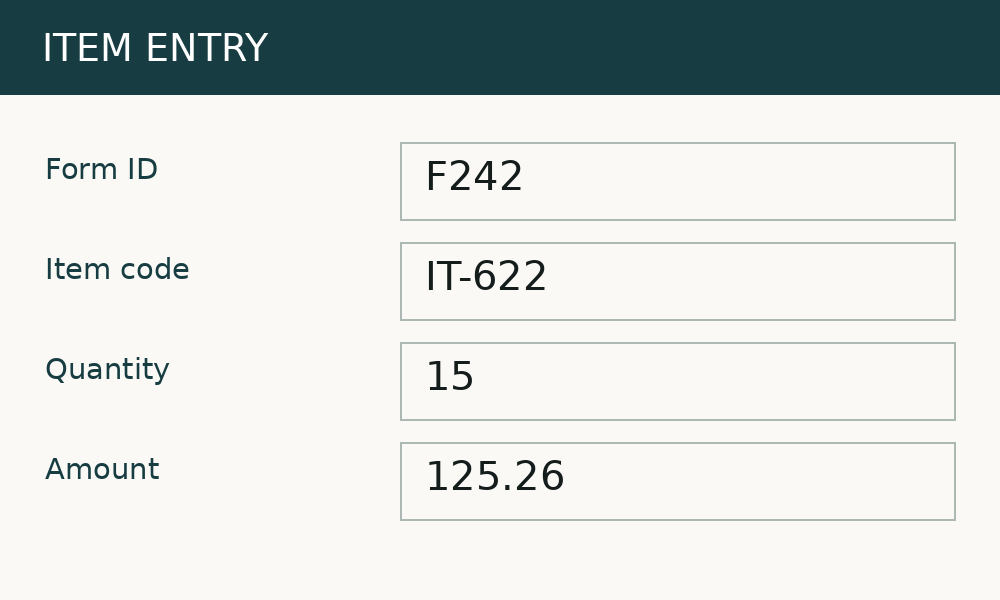 ITEM ENTRY
Form ID F242
Item code IT-622
Quantity 15
Amount 125.26